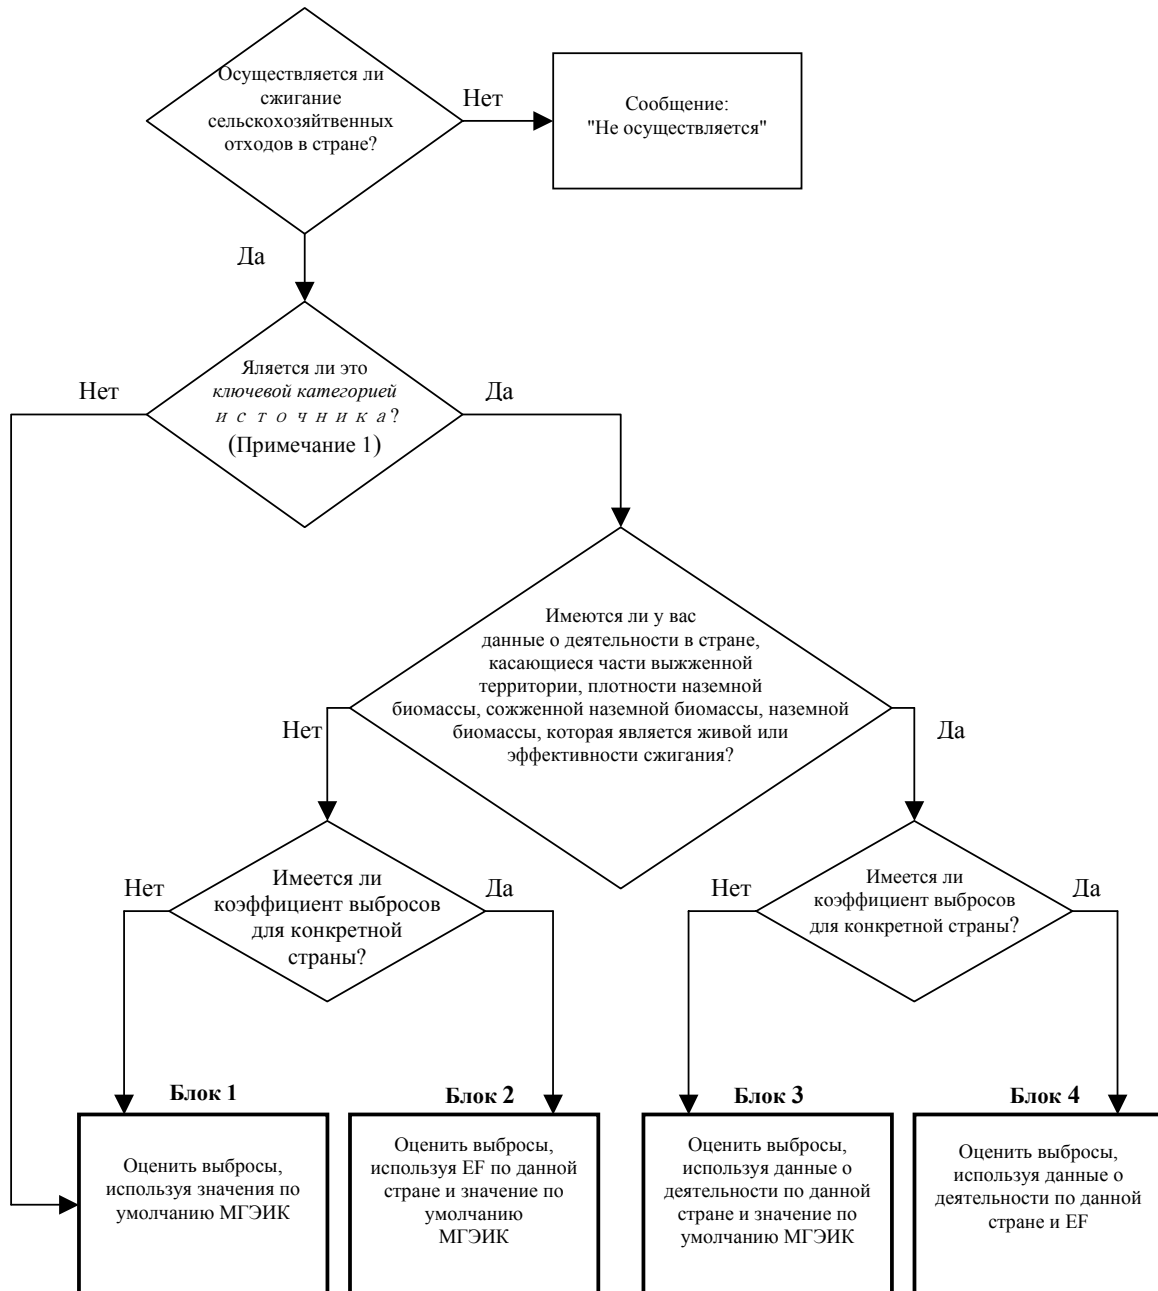 Осуществляется ли
сжигание
сельскохозяйтвенных
отходов в стране?
Нет
Сообщение:
"Не осуществляется"
Да
Яляется ли это
ключевой категорией
источника?
(Примечание 1)
Нет
Да
Имеются ли у вас
данные о деятельности в стране,
касающиеся части выжженной
территории, плотности наземной
биомассы, сожженной наземной биомассы, наземной
биомассы, которая является живой или
эффективности сжигания?
Нет
Да
Имеется ли
коэффициент выбросов
для конкретной
страны?
Нет
Да
Имеется ли
коэффициент выбросов
для конкретной страны?
Нет
Да
Блок 1
Оценить выбросы,
используя значения по
умолчанию МГЭИК
Блок 2
Оценить выбросы,
используя EF по данной
стране и значение по
умолчанию
МГЭИК
Блок 3
Оценить выбросы,
используя данные о
деятельности по данной
стране и значение по
умолчанию МГЭИК
Блок 4
Оценить выбросы,
используя данные о
деятельности по данной
стране и EF